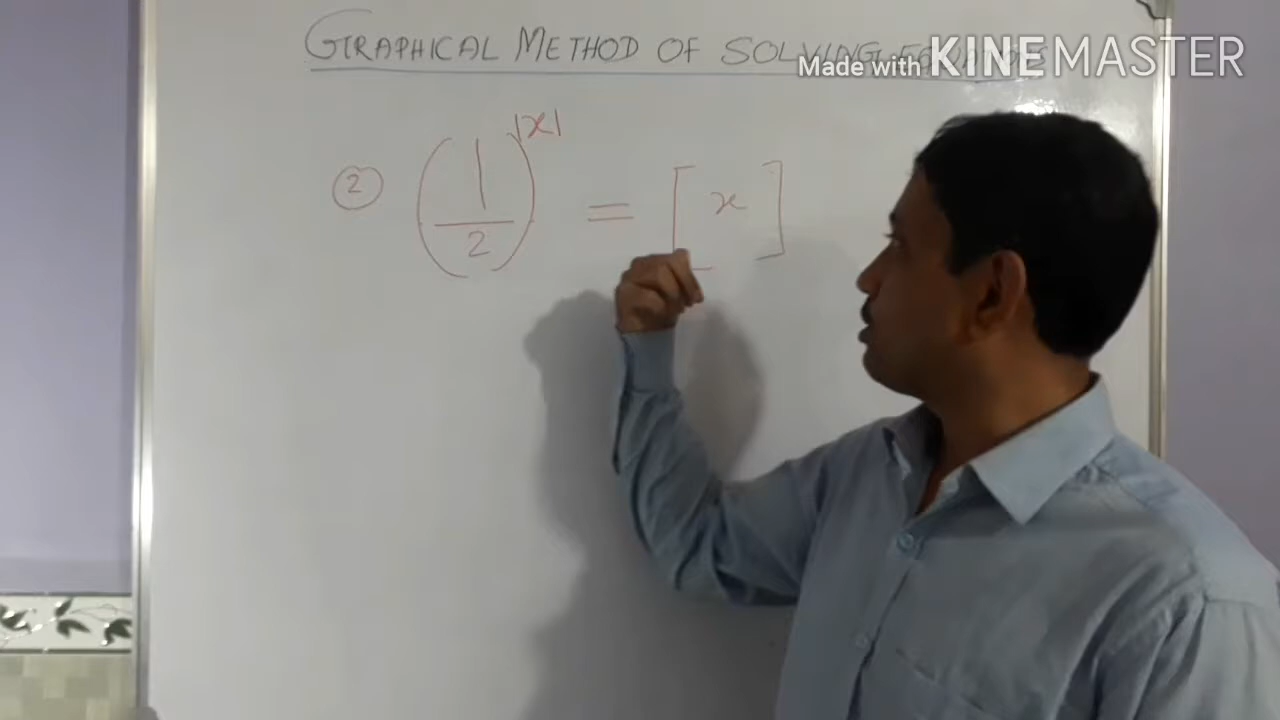 GRAPHICAL METHOD OF SOLVING
Made with KINEMASTER
② (1/2)^|x| = [x]